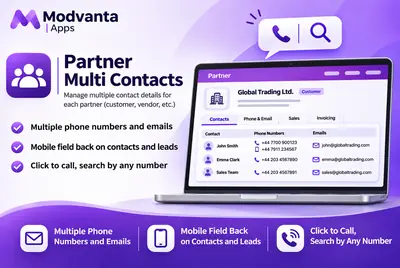 Modvanta
Apps
Partner
Multi Contacts
Manage multiple contact details for
each partner (customer, vendor, etc.)
Multiple phone numbers and emails
Mobile field back on contacts and leads
Click to call, search by any number
Partner
Global Trading Ltd. Customer
Contacts Phone & Email Sales Invoicing
Contact Phone Numbers Emails
John Smith +44 7700 900123 john@globaltrading.com
+44 7911 234567
Emma Clark +44 203 4567890 emma@globaltrading.com
Sales Team +44 203 4567891 sales@globaltrading.com
Multiple Phone
Numbers and Emails
Mobile Field Back
on Contacts and Leads
Click to Call,
Search by Any Number